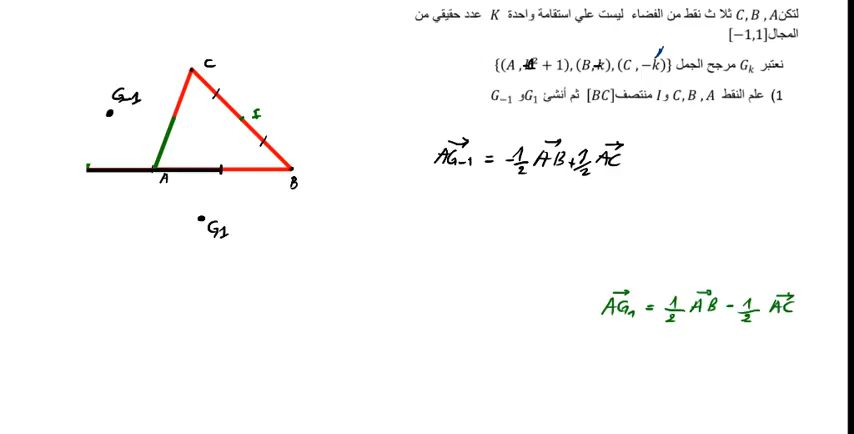 لتكن A, B, C ثلا ث نقط من الفضاء ليست علي استقامة واحدة K عدد حقيقي من
المجال [−1,1]
نعتبر G_k مرجح الجمل {(A, k² + 1), (B, k), (C, −k)}
1) علم النقط A, B, C و I منتصف [BC] ثم أنشئ G₁ و G₋₁
C
G-1
I
A
B
G1
AG₋₁ = -1/2 AB + 1/2 AC
AG₁ = 1/2 AB - 1/2 AC